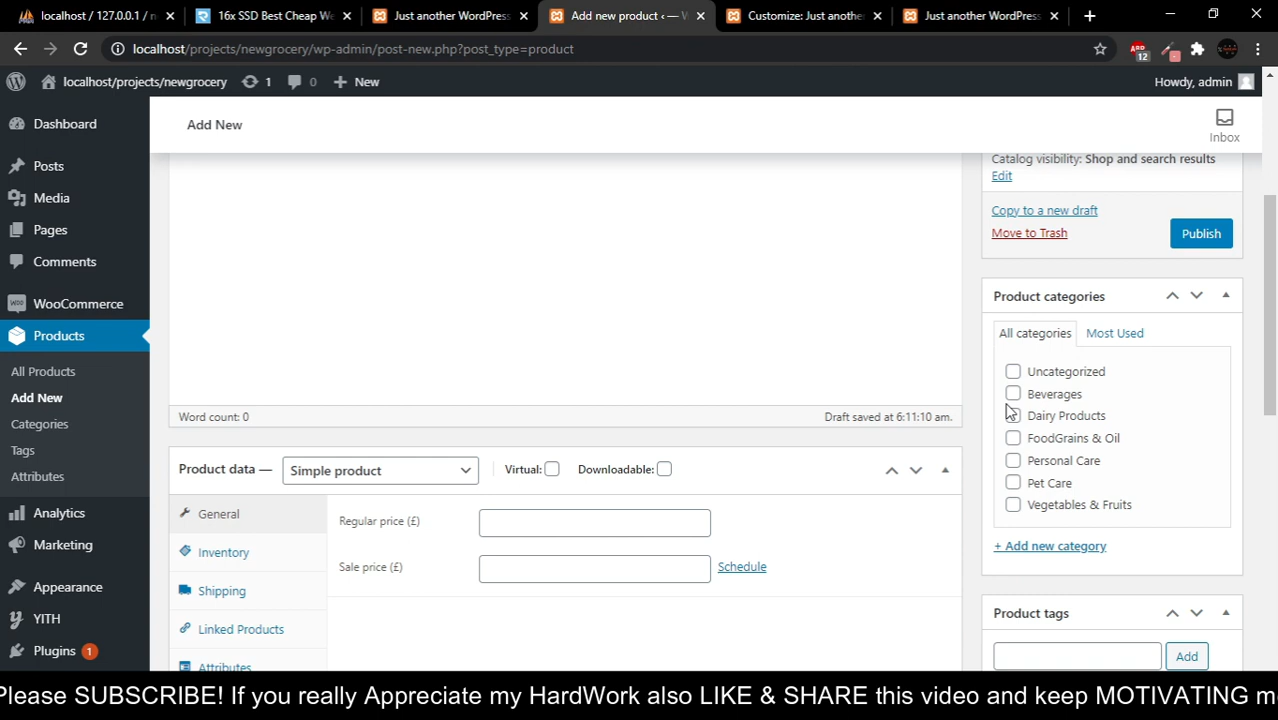 localhost / 127.0.0.1 / n
16x SSD Best Cheap We
Just another WordPress
Add new product ‹ — W
Customize: Just anothe
Just another WordPress
localhost/projects/newgrocery/wp-admin/post-new.php?post_type=product
12
localhost/projects/newgrocery
1
0
New
Howdy, admin
Dashboard
Posts
Media
Pages
Comments
WooCommerce
Products
All Products
Add New
Categories
Tags
Attributes
Analytics
Marketing
Appearance
YITH
Plugins 1
Add New
Inbox
Word count: 0
Draft saved at 6:11:10 am.
Product data —
Simple product
Virtual:
Downloadable:
General
Inventory
Shipping
Linked Products
Attributes
Regular price (£)
Sale price (£)
Schedule
Catalog visibility: Shop and search results
Edit
Copy to a new draft
Move to Trash
Publish
Product categories
All categories
Most Used
Uncategorized
Beverages
Dairy Products
FoodGrains & Oil
Personal Care
Pet Care
Vegetables & Fruits
+ Add new category
Product tags
Add
Please SUBSCRIBE! If you really Appreciate my HardWork also LIKE & SHARE this video and keep MOTIVATING m